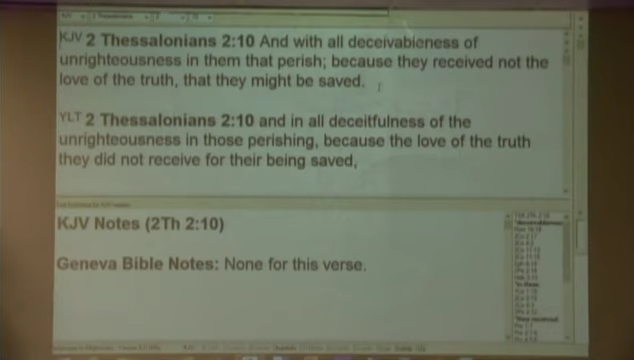 KJV 2 Thessalonians 2:10 And with all deceivableness of
unrighteousness in them that perish; because they received not the
love of the truth, that they might be saved.
YLT 2 Thessalonians 2:10 and in all deceitfulness of the
unrighteousness in those perishing, because the love of the truth
they did not receive for their being saved,
KJV Notes (2Th 2:10)
Geneva Bible Notes: None for this verse.